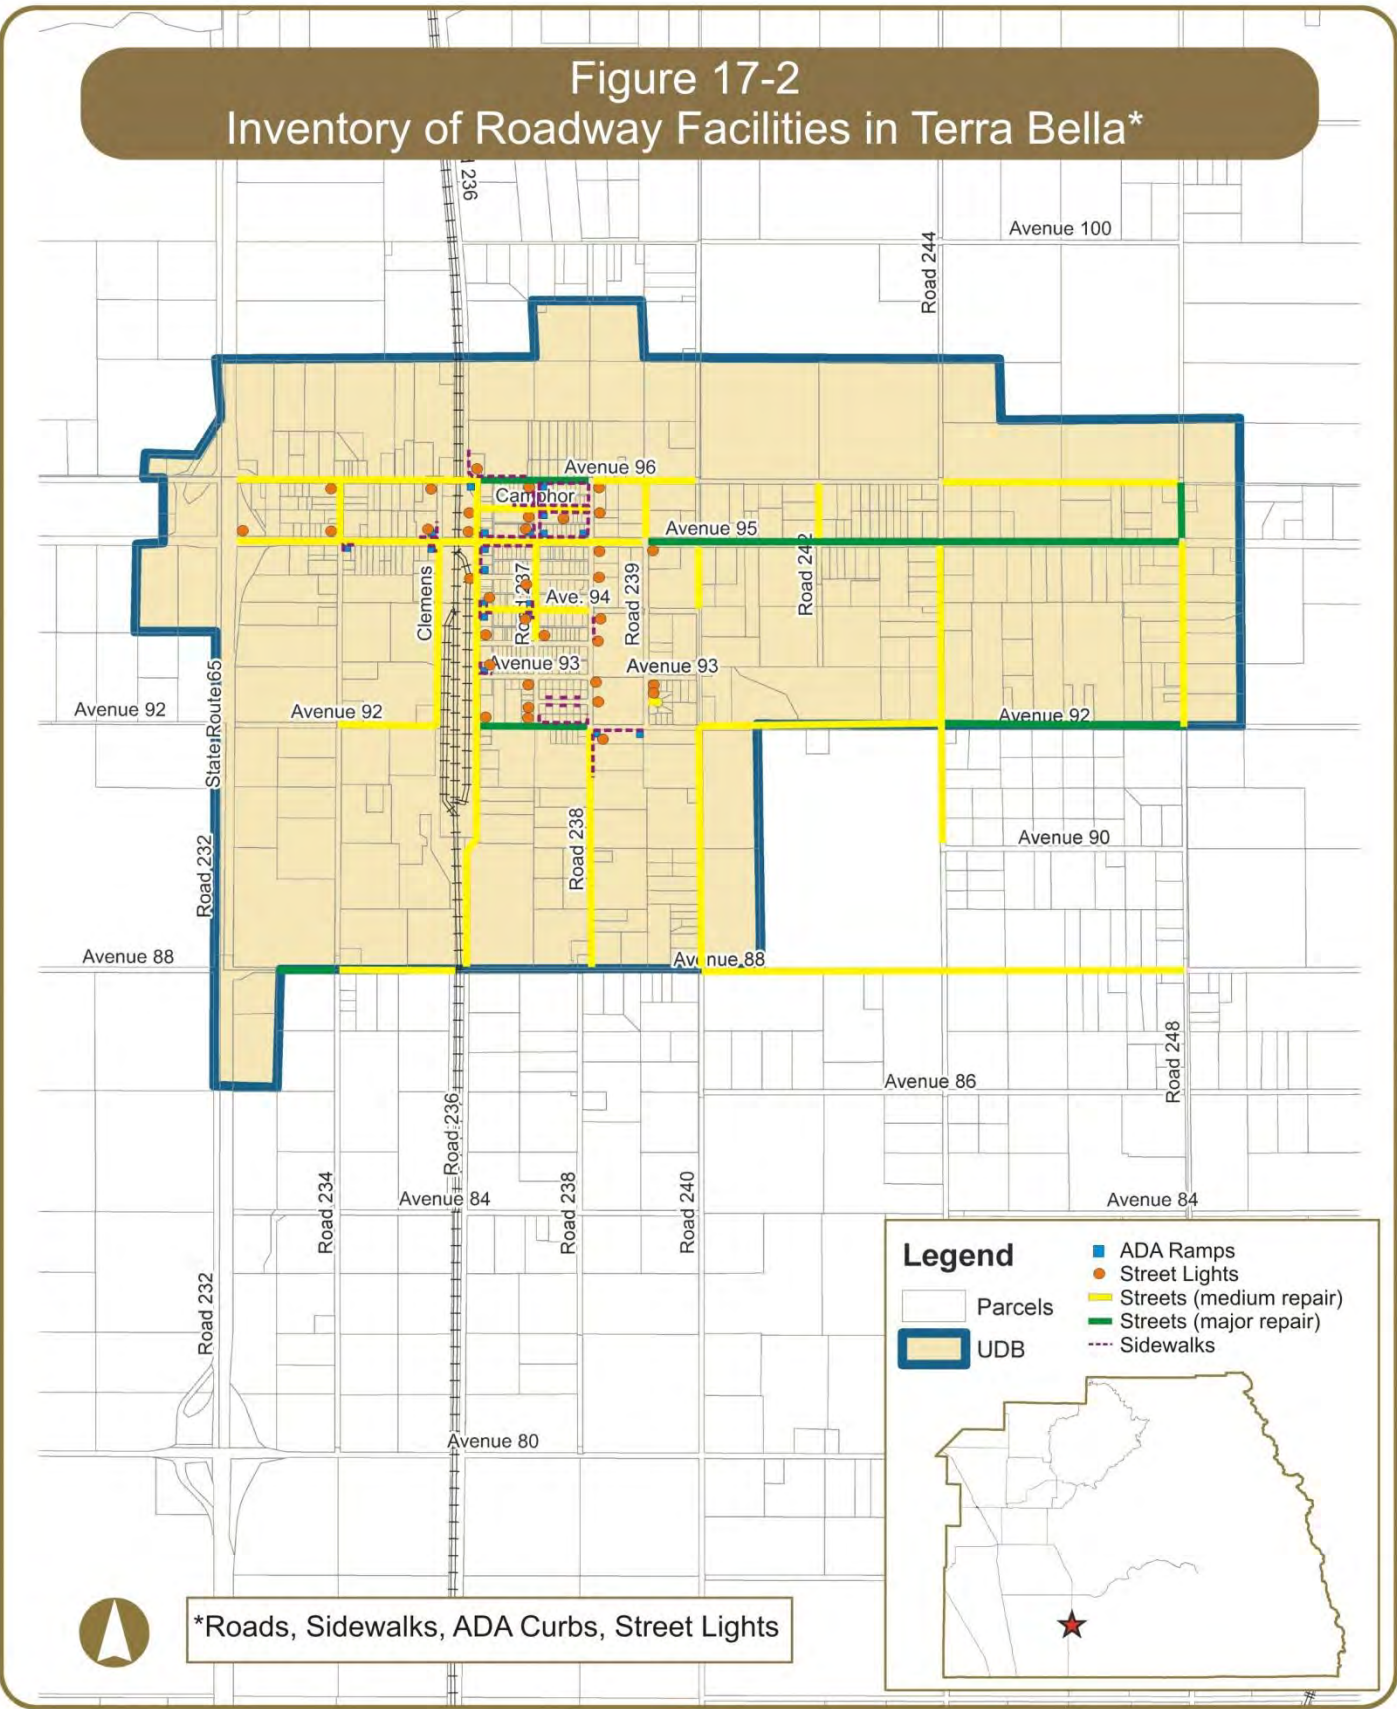 Figure 17-2
Inventory of Roadway Facilities in Terra Bella*
236
Avenue 100
Road 244
Avenue 96
Camphor
Avenue 95
Road 242
Clemens
Road 237
Ave. 94
Road 239
Avenue 93
Avenue 93
State Route 65
Avenue 92
Avenue 92
Avenue 92
Road 232
Road 238
Avenue 90
Avenue 88
Avenue 88
Road 248
Avenue 86
Road 236
Road 234
Avenue 84
Road 238
Road 240
Avenue 84
Road 232
Avenue 80
Legend
Parcels
UDB
ADA Ramps
Street Lights
Streets (medium repair)
Streets (major repair)
Sidewalks
*Roads, Sidewalks, ADA Curbs, Street Lights